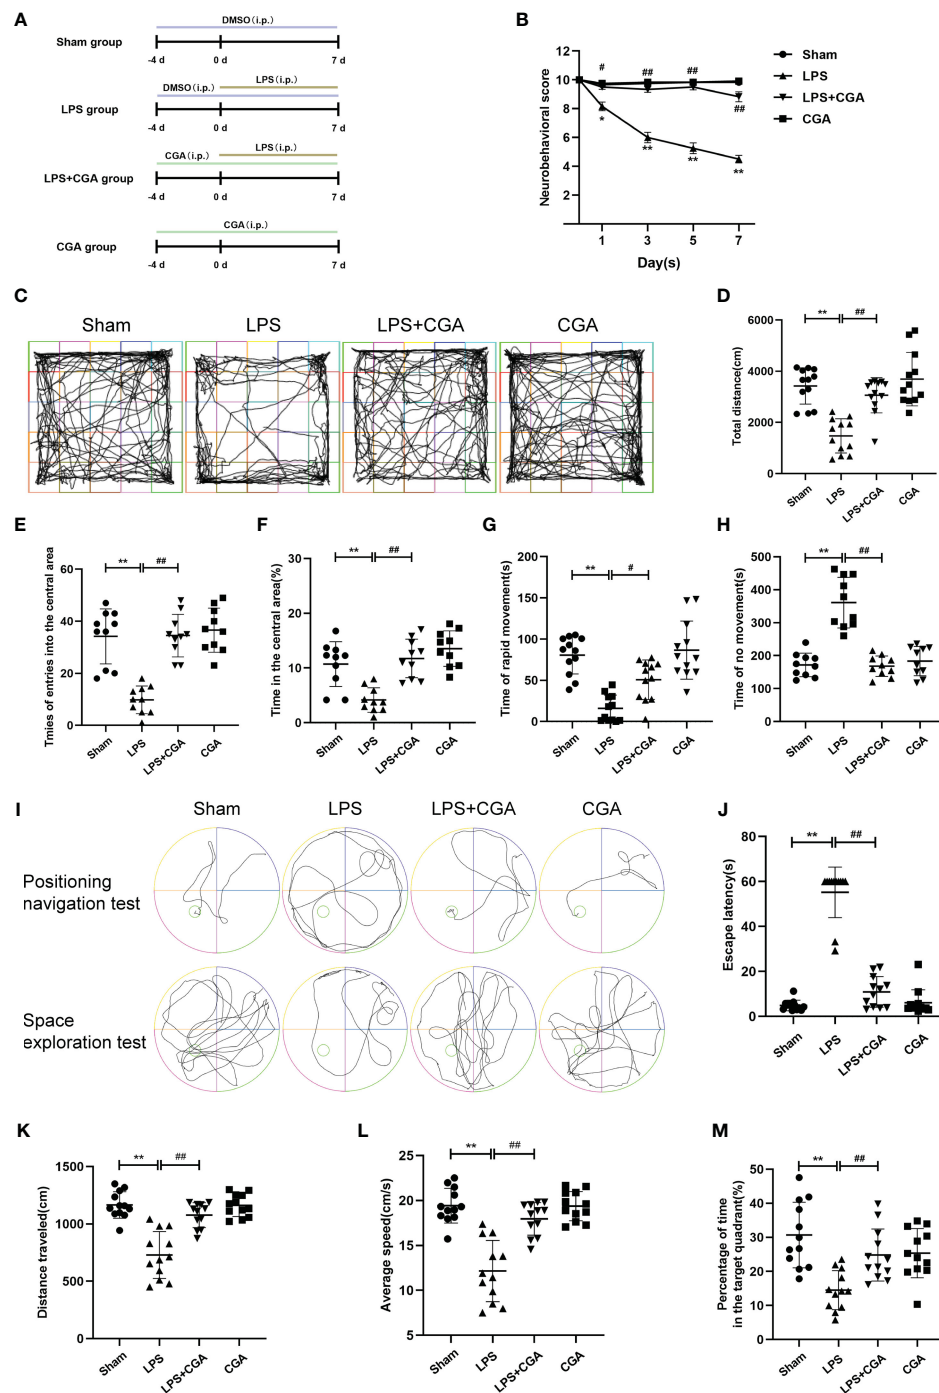 A
DMSO(i.p.)
Sham group
-4 d 0 d 7 d
LPS(i.p.)
DMSO(i.p.)
LPS group
-4 d 0 d 7 d
CGA(i.p.) LPS(i.p.)
LPS+CGA group
-4 d 0 d 7 d
CGA(i.p.)
CGA group
-4 d 0 d 7 d
B
Neurobehavioral score
12
10
8
6
4
2
# ## ## ##
* ** ** **
1 3 5 7
Day(s)
Sham
LPS
LPS+CGA
CGA
C
Sham LPS LPS+CGA CGA
D
Total distance(cm)
6000
4000
2000
0
** ##
Sham LPS LPS+CGA CGA
E
Tmies of entries into the central area
60
40
20
0
** ##
Sham LPS LPS+CGA CGA
F
Time in the central area(%)
30
20
10
0
** ##
Sham LPS LPS+CGA CGA
G
Time of rapid movement(s)
200
150
100
50
0
** #
Sham LPS LPS+CGA CGA
H
Time of no movement(s)
500
400
300
200
100
0
** ##
Sham LPS LPS+CGA CGA
I
Sham LPS LPS+CGA CGA
Positioning
navigation test
Space
exploration test
J
Escape latency(s)
80
60
40
20
0
** ##
Sham LPS LPS+CGA CGA
K
Distance traveled(cm)
1500
1000
500
0
** ##
Sham LPS LPS+CGA CGA
L
Average speed(cm/s)
25
20
15
10
5
** ##
Sham LPS LPS+CGA CGA
M
Percentage of time
in the target quadrant(%)
50
40
30
20
10
0
** ##
Sham LPS LPS+CGA CGA